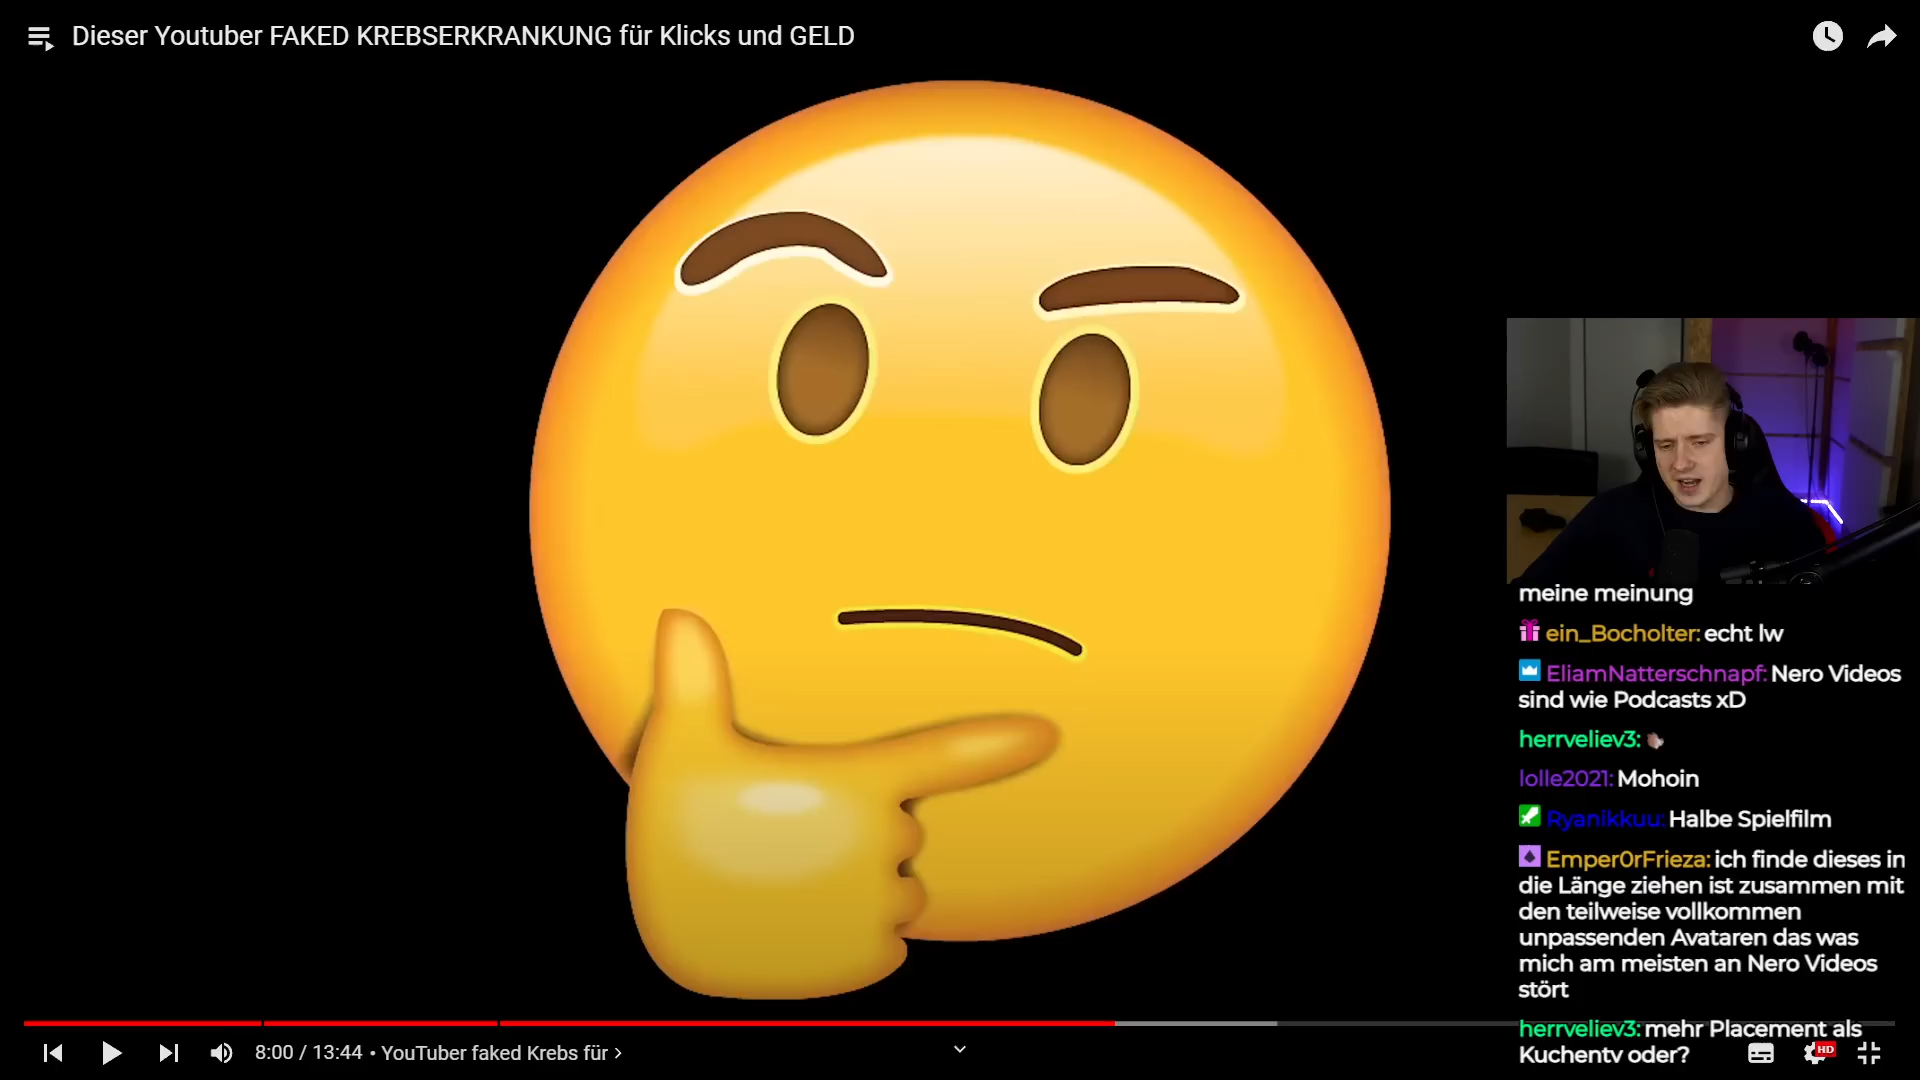 Dieser Youtuber FAKED KREBSERKRANKUNG für Klicks und GELD
meine meinung
ein_Bocholter: echt lw
EliamNatterschnapf: Nero Videos
sind wie Podcasts xD
herrveliev3:
lolle2021: Mohoin
Ryanikkuu: Halbe Spielfilm
Emper0rFrieza: ich finde dieses in
die Länge ziehen ist zusammen mit
den teilweise vollkommen
unpassenden Avataren das was
mich am meisten an Nero Videos
stört
herrveliev3: mehr Placement als
Kuchentv oder?
8:00 / 13:44 • YouTuber faked Krebs für ›
HD